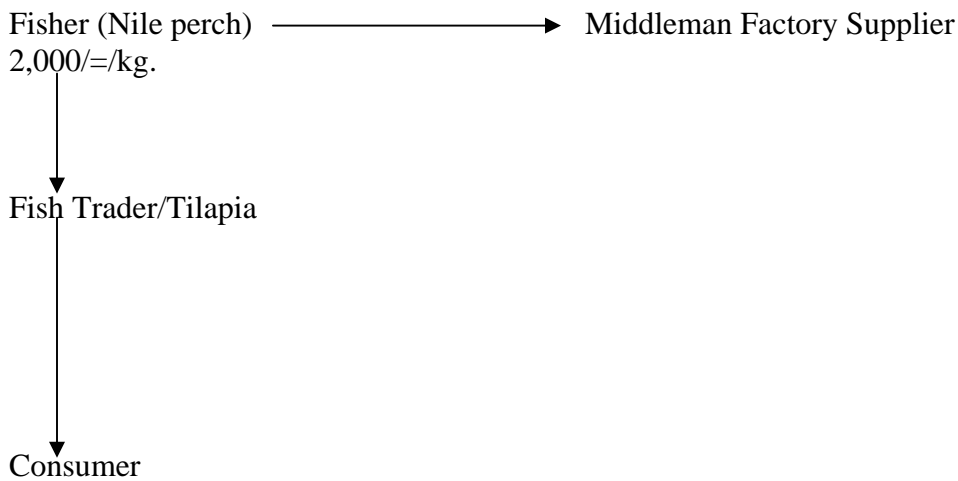 Fisher (Nile perch) Middleman Factory Supplier
2,000/=/kg.
Fish Trader/Tilapia
Consumer